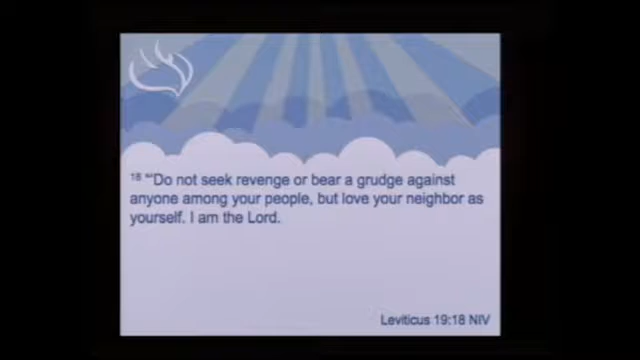 18 "'Do not seek revenge or bear a grudge against
anyone among your people, but love your neighbor as
yourself. I am the Lord.
Leviticus 19:18 NIV